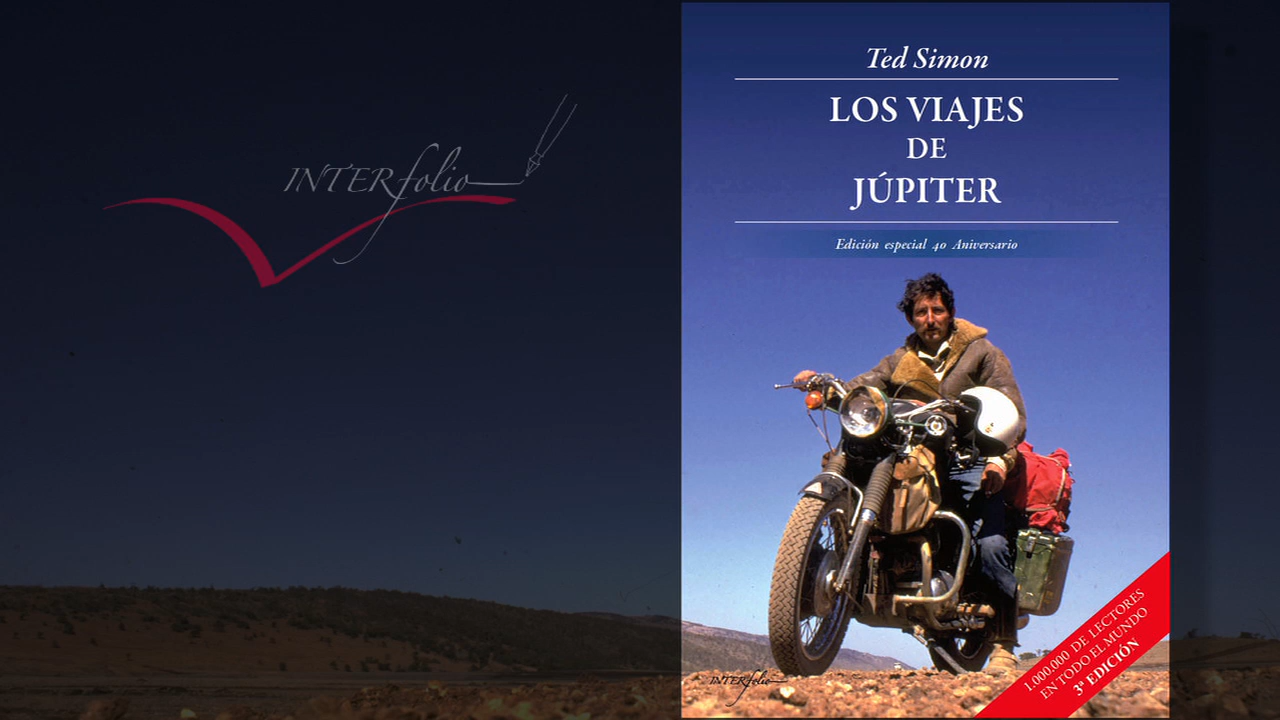 INTERfolio
Ted Simon
LOS VIAJES
DE
JÚPITER
Edición especial 40 Aniversario
1.000.000 DE LECTORES
EN TODO EL MUNDO
3ª EDICIÓN
INTERfolio